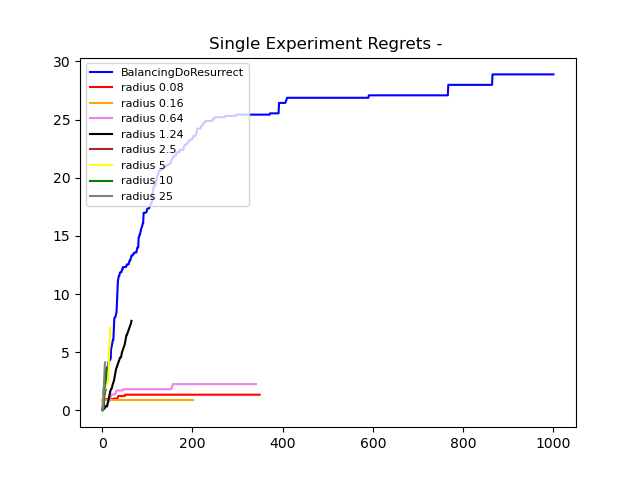 Single Experiment Regrets -
30
25
20
15
10
5
0
BalancingDoResurrect
radius 0.08
radius 0.16
radius 0.64
radius 1.24
radius 2.5
radius 5
radius 10
radius 25
0 200 400 600 800 1000